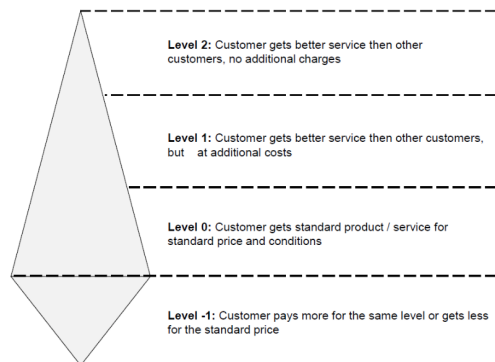 Level 2: Customer gets better service then other
customers, no additional charges
Level 1: Customer gets better service then other customers,
but at additional costs
Level 0: Customer gets standard product / service for
standard price and conditions
Level -1: Customer pays more for the same level or gets less
for the standard price